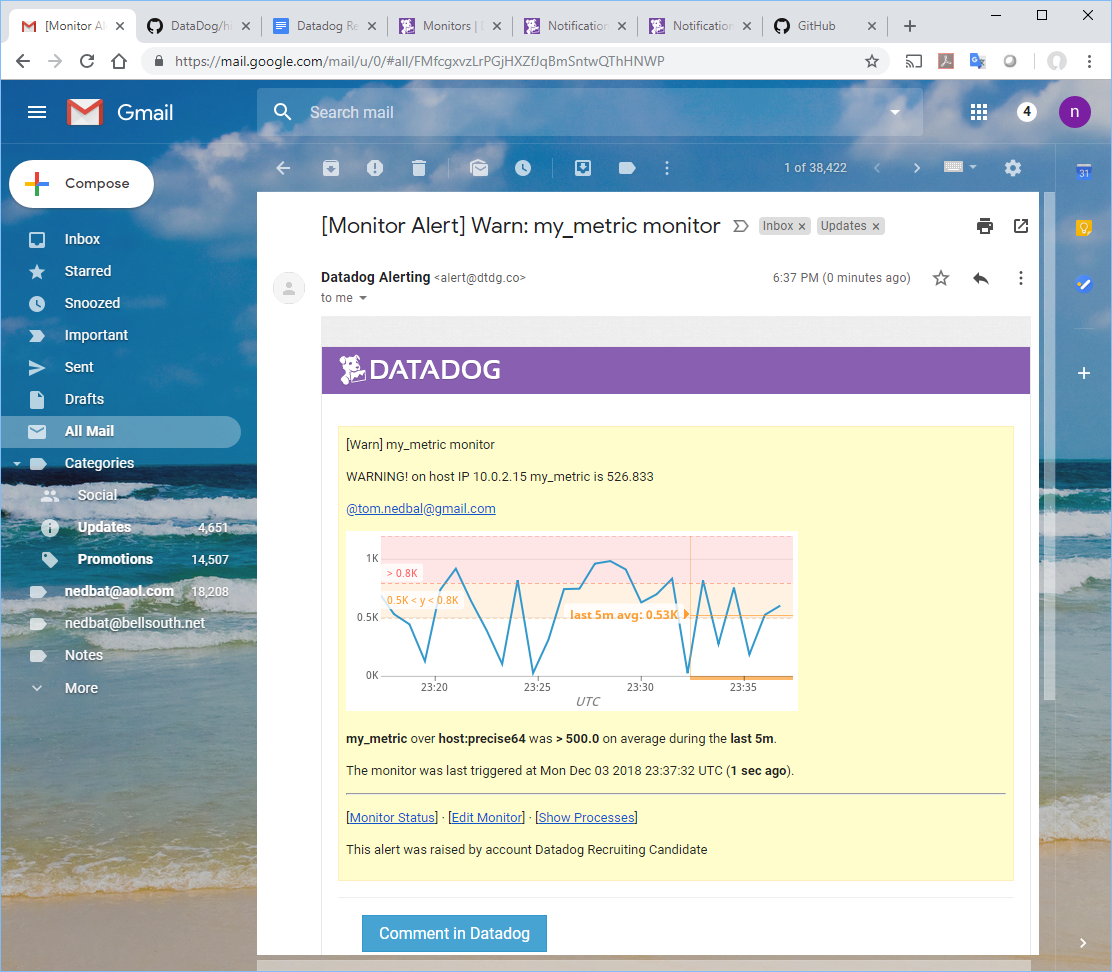 [Monitor Al
DataDog/h
Datadog Re
Monitors |
Notification
Notification
GitHub
https://mail.google.com/mail/u/0/#all/FMfcgxvzLrPGjHXZfJqBmSntwQThHNWP
Gmail
Search mail
4
n
Compose
1 of 38,422
31
Inbox
Starred
Snoozed
Important
Sent
Drafts
All Mail
Categories
Social
Updates 4,651
Promotions 14,507
nedbat@aol.com 18,208
nedbat@bellsouth.net
Notes
More
[Monitor Alert] Warn: my_metric monitor Inbox x Updates x
Datadog Alerting <alert@dtdg.co> 6:37 PM (0 minutes ago)
to me
DATADOG
[Warn] my_metric monitor
WARNING! on host IP 10.0.2.15 my_metric is 526.833
@tom.nedbal@gmail.com
1K
> 0.8K
0.5K < y < 0.8K
0.5K
last 5m avg: 0.53K
0K
23:20 23:25 23:30 23:35
UTC
my_metric over host:precise64 was > 500.0 on average during the last 5m.
The monitor was last triggered at Mon Dec 03 2018 23:37:32 UTC (1 sec ago).
[Monitor Status] · [Edit Monitor] · [Show Processes]
This alert was raised by account Datadog Recruiting Candidate
Comment in Datadog